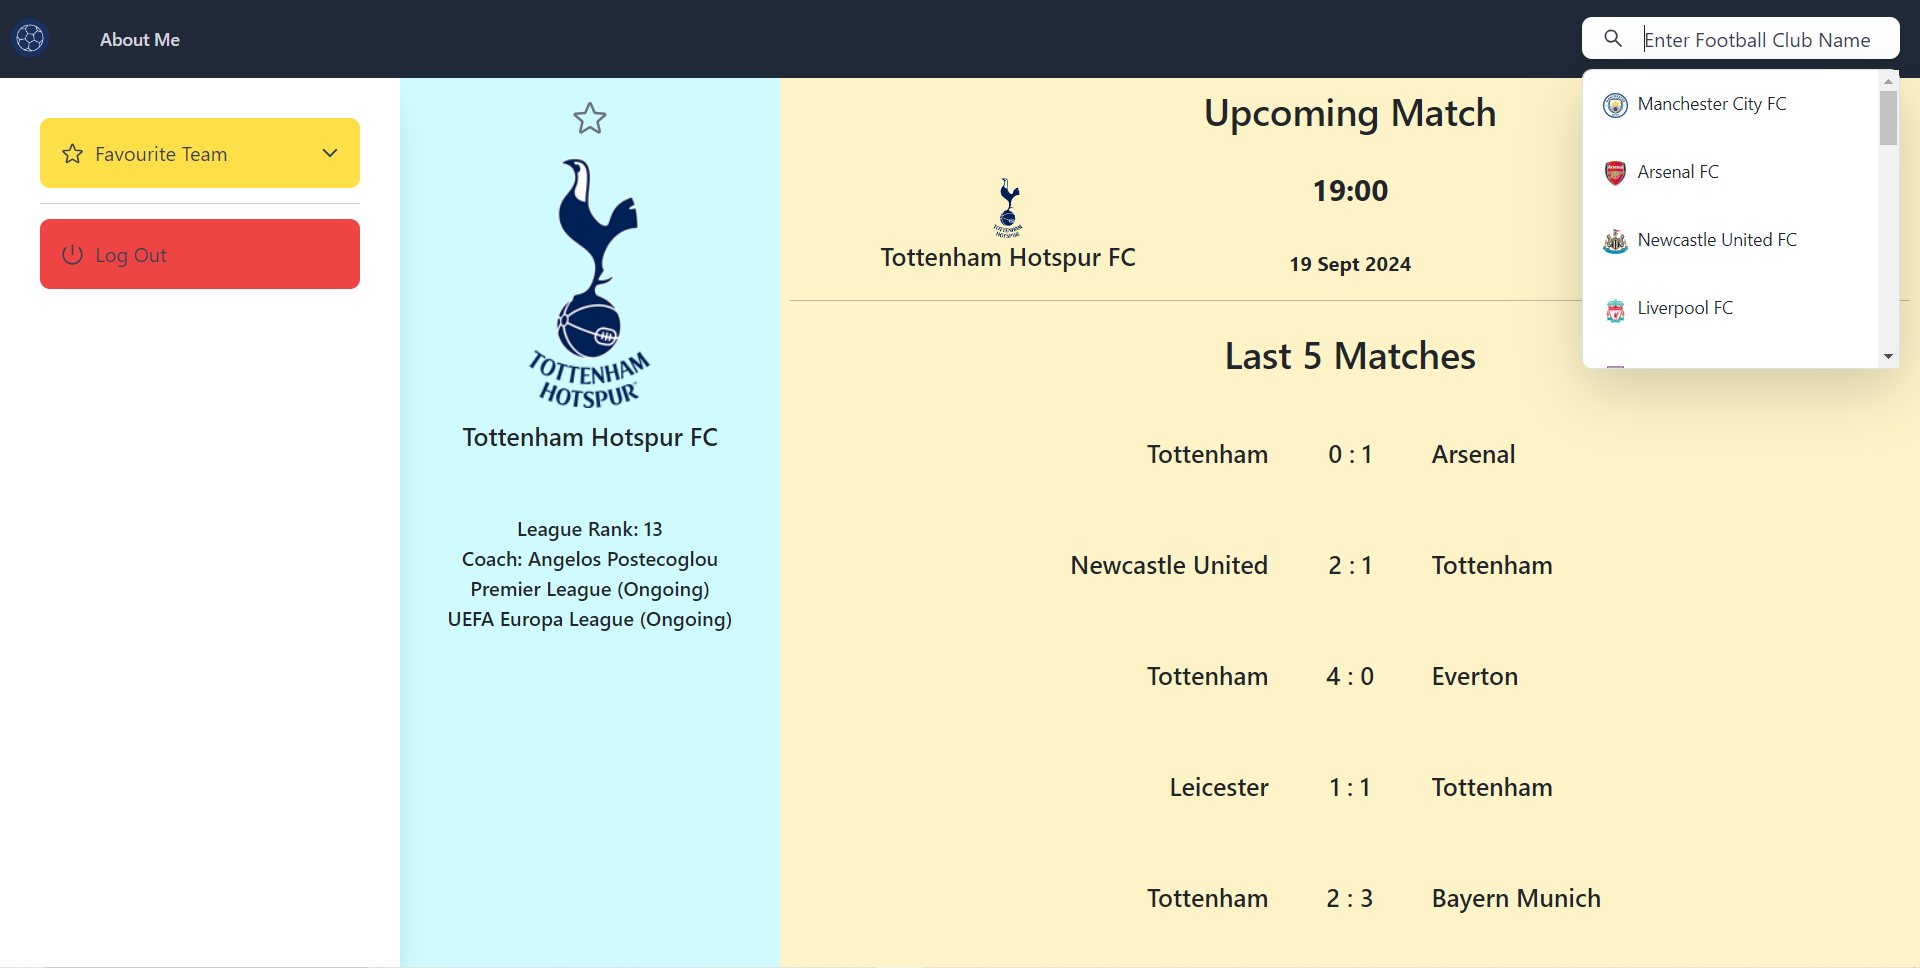 About Me
Enter Football Club Name
Manchester City FC
Arsenal FC
Newcastle United FC
Liverpool FC
Favourite Team
Log Out
TOTTENHAM
HOTSPUR
Tottenham Hotspur FC
League Rank: 13
Coach: Angelos Postecoglou
Premier League (Ongoing)
UEFA Europa League (Ongoing)
Upcoming Match
TOTTENHAM
HOTSPUR
Tottenham Hotspur FC
19:00
19 Sept 2024
Last 5 Matches
Tottenham 0 : 1 Arsenal
Newcastle United 2 : 1 Tottenham
Tottenham 4 : 0 Everton
Leicester 1 : 1 Tottenham
Tottenham 2 : 3 Bayern Munich